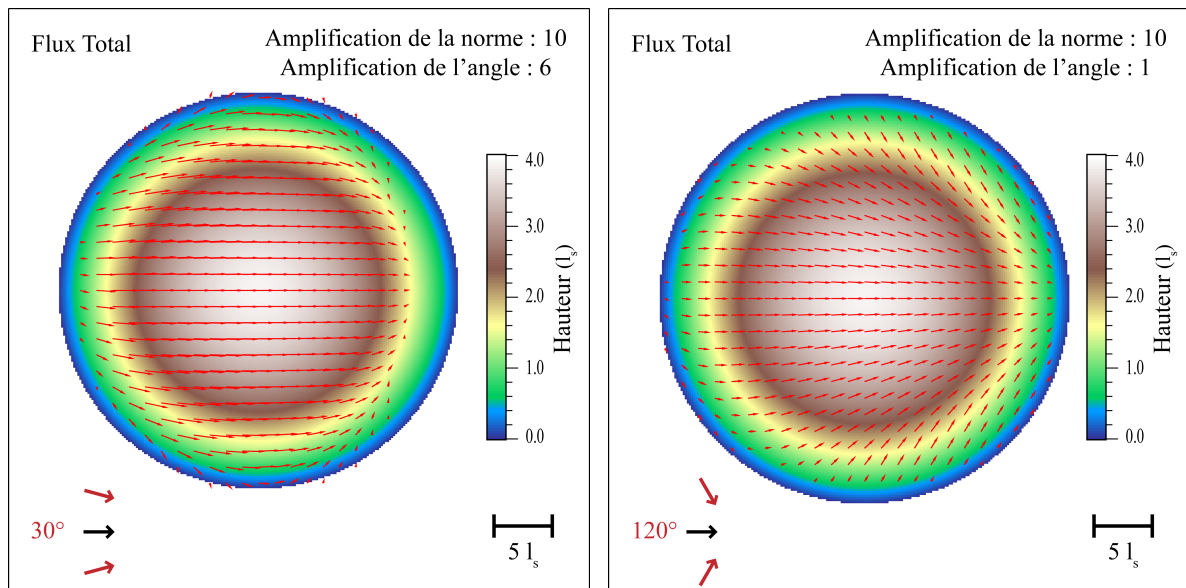 Flux Total
Amplification de la norme : 10
Amplification de l’angle : 6
4.0
3.0
2.0
1.0
0.0
Hauteur (lₛ)
30°
5 lₛ
Flux Total
Amplification de la norme : 10
Amplification de l’angle : 1
4.0
3.0
2.0
1.0
0.0
Hauteur (lₛ)
120°
5 lₛ